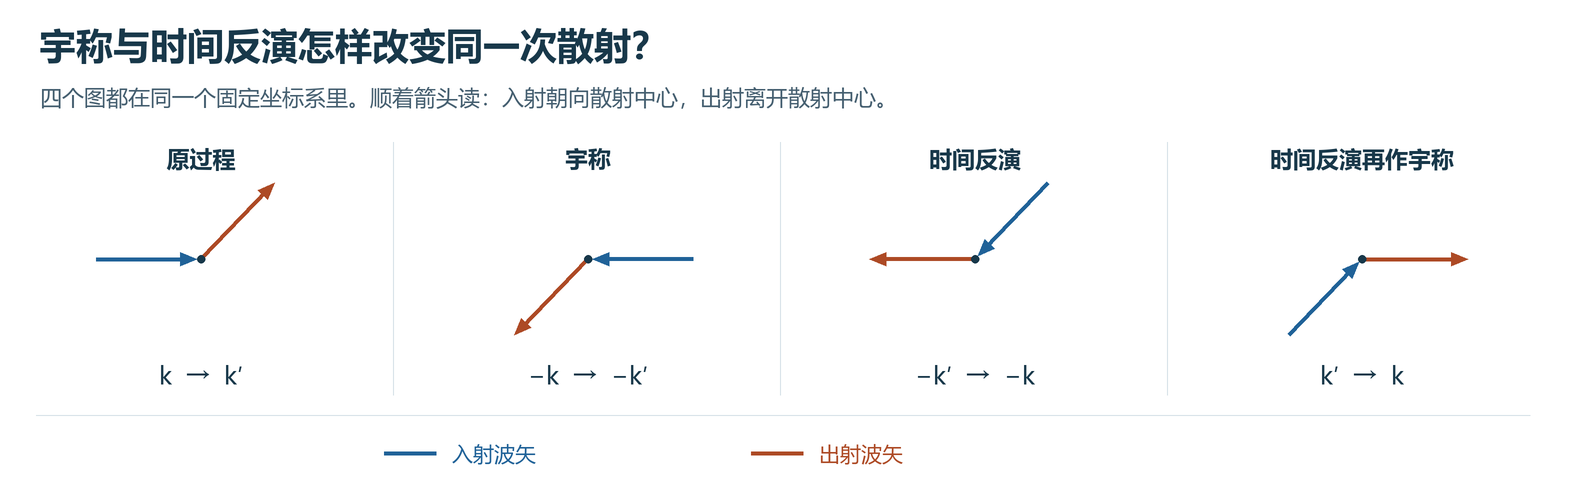 宇称与时间反演怎样改变同一次散射?
四个图都在同一个固定坐标系里。顺着箭头读：入射朝向散射中心，出射离开散射中心。
原过程
宇称
时间反演
时间反演再作宇称
k → k′
−k → −k′
−k′ → −k
k′ → k
入射波矢
出射波矢